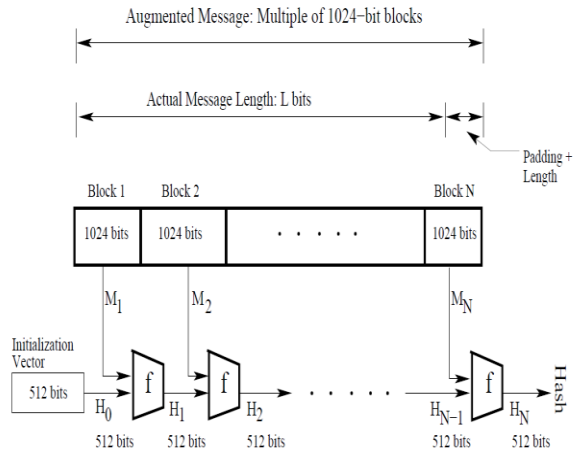 Augmented Message: Multiple of 1024-bit blocks
Actual Message Length: L bits
Padding +
Length
Block 1 Block 2 Block N
1024 bits 1024 bits . . . . . 1024 bits
M1 M2 MN
Initialization
Vector
512 bits
f f . . . . . f
H0 H1 H2 HN-1 HN
Hash
512 bits 512 bits 512 bits 512 bits 512 bits